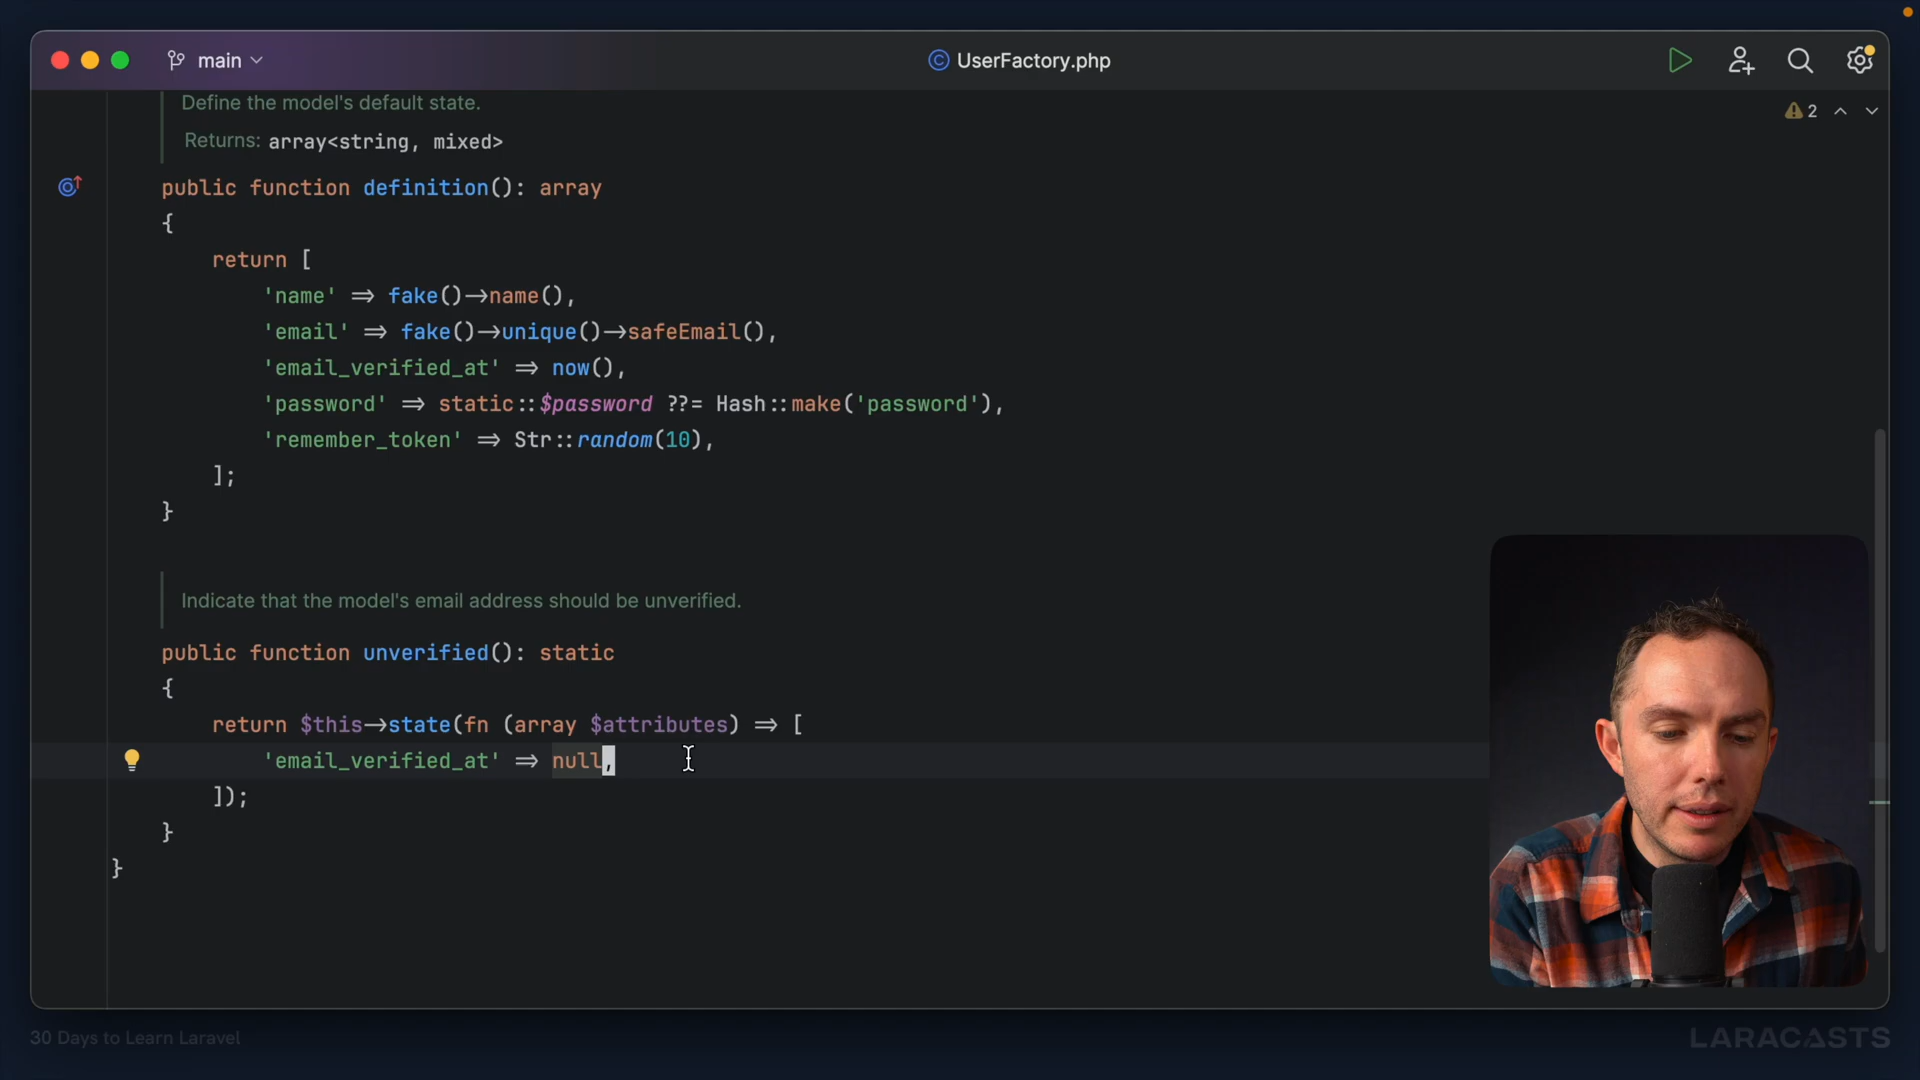 main
UserFactory.php
2
Define the model's default state.
Returns: array<string, mixed>
public function definition(): array
{
return [
'name' => fake()->name(),
'email' => fake()->unique()->safeEmail(),
'email_verified_at' => now(),
'password' => static::$password ??= Hash::make('password'),
'remember_token' => Str::random(10),
];
}
Indicate that the model's email address should be unverified.
public function unverified(): static
{
return $this->state(fn (array $attributes) => [
'email_verified_at' => null,
]);
}
}
30 Days to Learn Laravel
LARACASTS